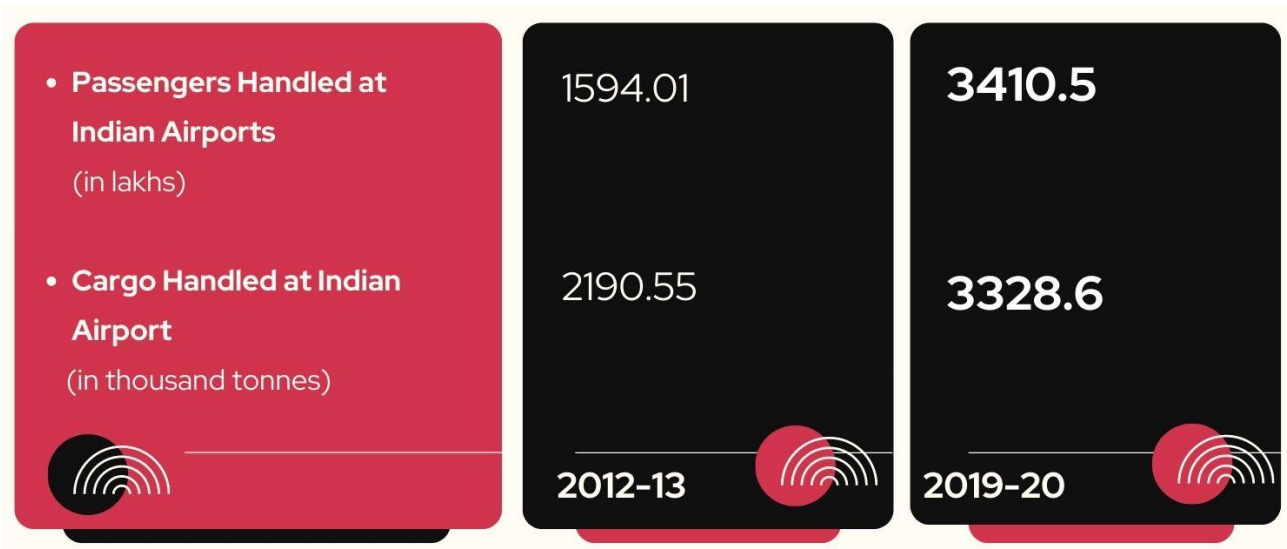 • Passengers Handled at
Indian Airports
(in lakhs)
• Cargo Handled at Indian
Airport
(in thousand tonnes)
1594.01
2190.55
2012-13
3410.5
3328.6
2019-20